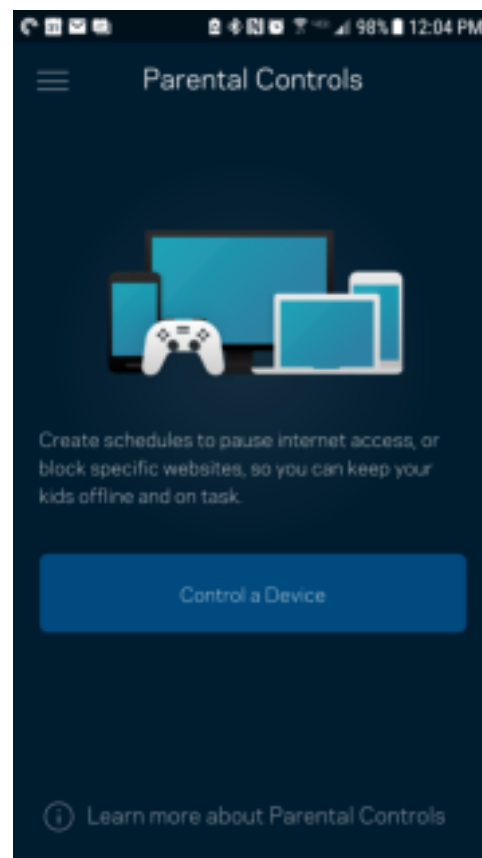 98% 12:04 PM
Parental Controls
Create schedules to pause internet access, or
block specific websites, so you can keep your
kids offline and on task.
Control a Device
Learn more about Parental Controls